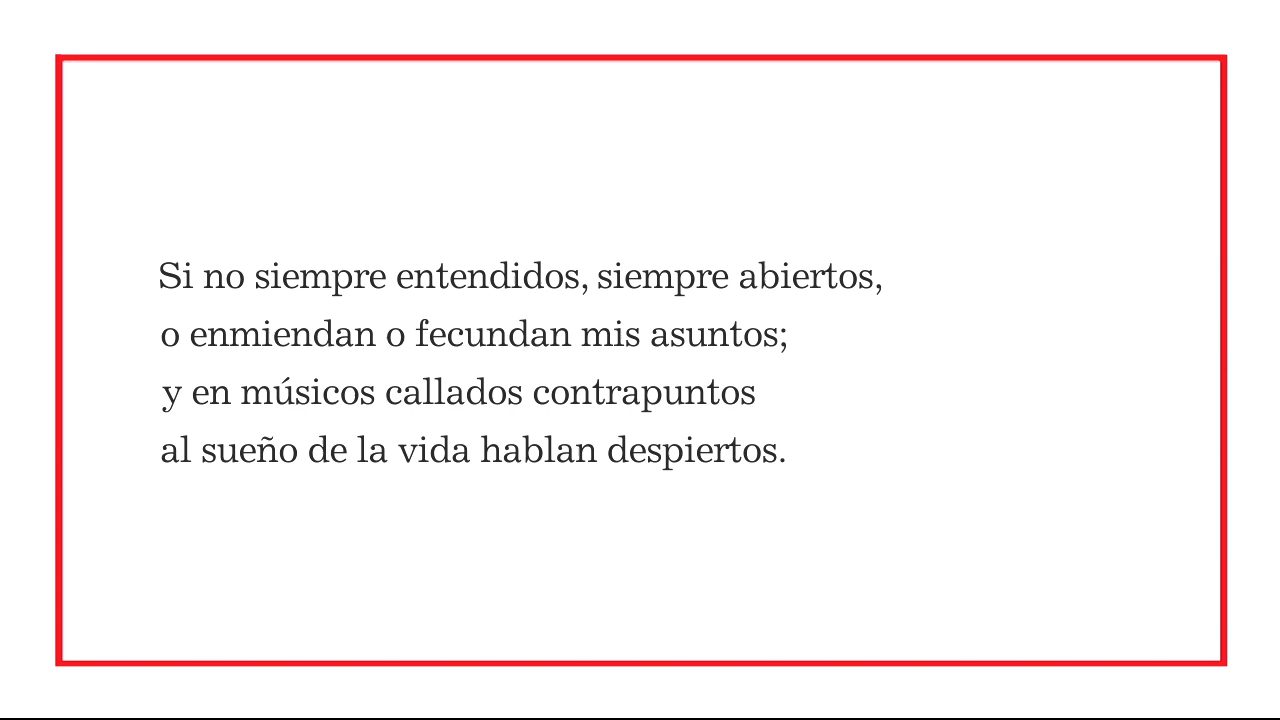 Si no siempre entendidos, siempre abiertos,
o enmiendan o fecundan mis asuntos;
y en músicos callados contrapuntos
al sueño de la vida hablan despiertos.